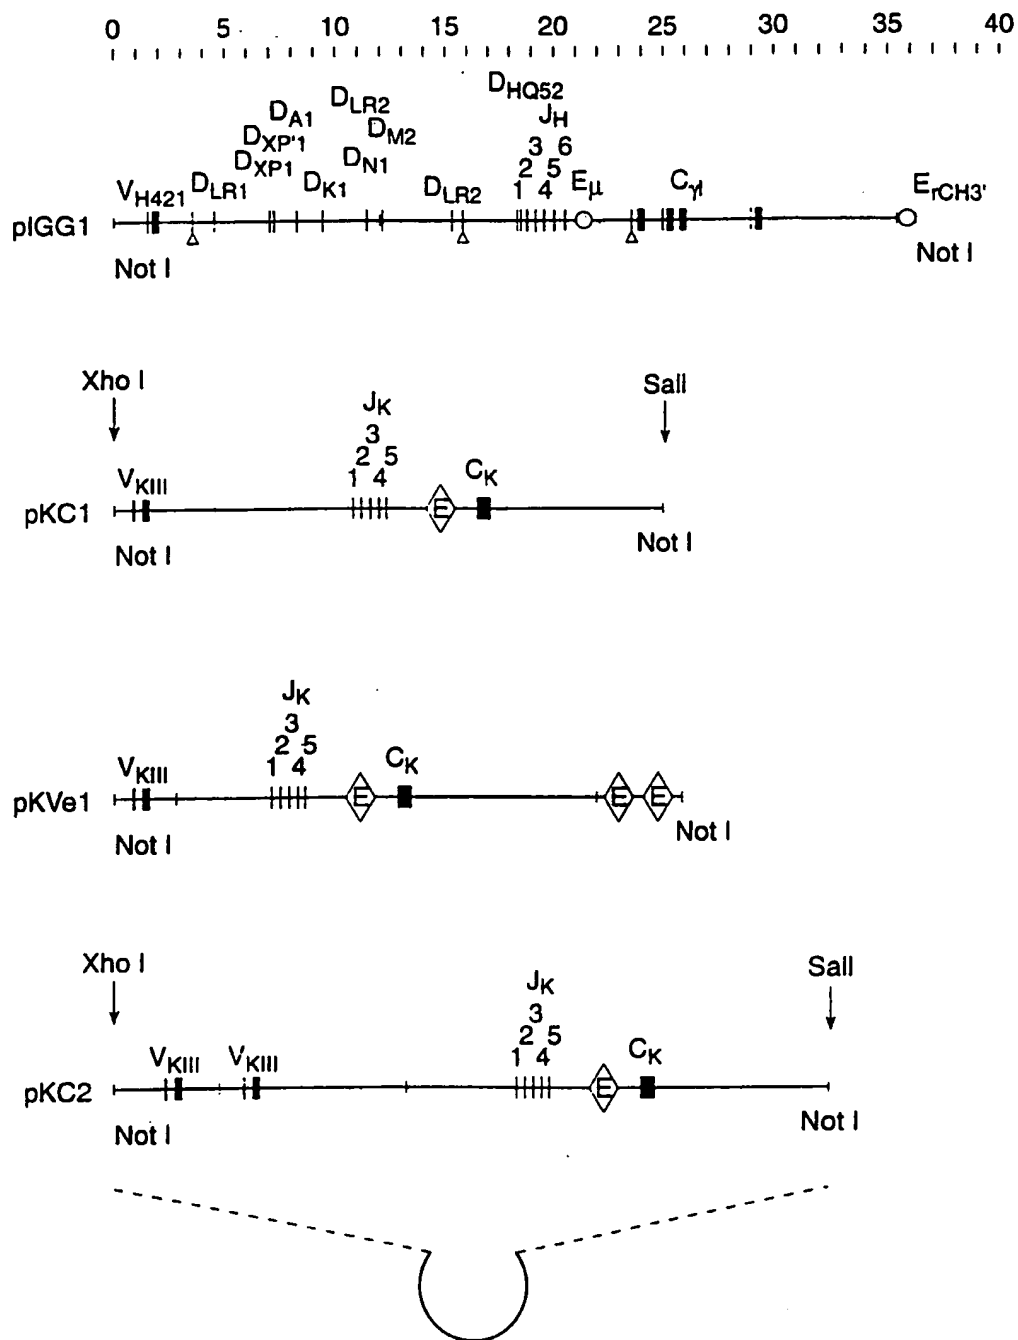 0 5 10 15 20 25 30 35 40
DHQ52
DLR2
DA1
JH
DM2
DXP'1
3 6
DXP1
DN1
2 5
VH421 DLR1 DK1 DLR2 1 4 Eμ CγI ErCH3'
pIGG1
Not I Not I
Xho I SalI
JK
3
2 5
VKIII 1 4 CK
E
pKC1
Not I Not I
JK
3
2 5
VKIII 1 4 CK
E E E
pKVe1
Not I Not I
Xho I SalI
JK
3
2 5
VKIII VKIII 1 4 CK
E
pKC2
Not I Not I